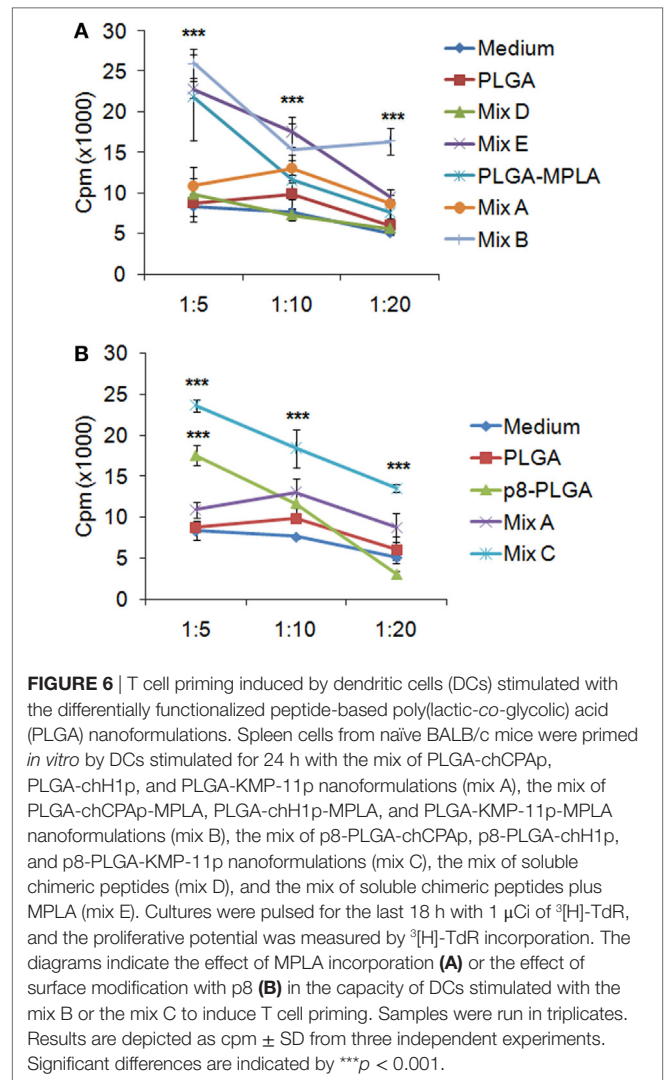 A
30
25
20
15
10
5
0
Cpm (x1000)
***
***
***
1:5
1:10
1:20
Medium
PLGA
Mix D
Mix E
PLGA-MPLA
Mix A
Mix B
B
30
25
20
15
10
5
0
Cpm (x1000)
***
***
***
***
1:5
1:10
1:20
Medium
PLGA
p8-PLGA
Mix A
Mix C
FIGURE 6 | T cell priming induced by dendritic cells (DCs) stimulated with
the differentially functionalized peptide-based poly(lactic-co-glycolic) acid
(PLGA) nanoformulations. Spleen cells from naïve BALB/c mice were primed
in vitro by DCs stimulated for 24 h with the mix of PLGA-chCPAp,
PLGA-chH1p, and PLGA-KMP-11p nanoformulations (mix A), the mix of
PLGA-chCPAp-MPLA, PLGA-chH1p-MPLA, and PLGA-KMP-11p-MPLA
nanoformulations (mix B), the mix of p8-PLGA-chCPAp, p8-PLGA-chH1p,
and p8-PLGA-KMP-11p nanoformulations (mix C), the mix of soluble
chimeric peptides (mix D), and the mix of soluble chimeric peptides plus
MPLA (mix E). Cultures were pulsed for the last 18 h with 1 μCi of ³[H]-TdR,
and the proliferative potential was measured by ³[H]-TdR incorporation. The
diagrams indicate the effect of MPLA incorporation (A) or the effect of
surface modification with p8 (B) in the capacity of DCs stimulated with the
mix B or the mix C to induce T cell priming. Samples were run in triplicates.
Results are depicted as cpm ± SD from three independent experiments.
Significant differences are indicated by ***p < 0.001.